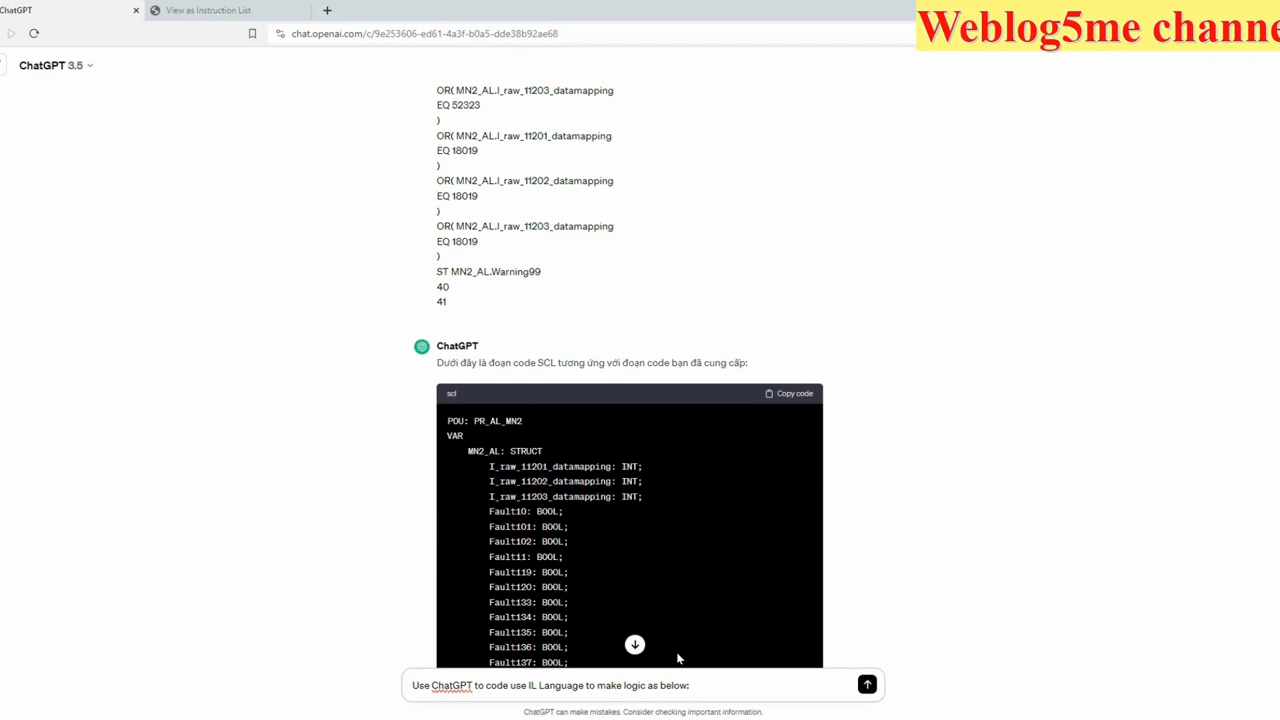 ChatGPT
View as Instruction List
Weblog5me channe
chat.openai.com/c/9e253606-ed61-4a3f-b0a5-dde38b92ae68
ChatGPT 3.5
OR( MN2_AL.I_raw_11203_datamapping
EQ 52323
)
OR( MN2_AL.I_raw_11201_datamapping
EQ 18019
)
OR( MN2_AL.I_raw_11202_datamapping
EQ 18019
)
OR( MN2_AL.I_raw_11203_datamapping
EQ 18019
)
ST MN2_AL.Warning99
40
41
ChatGPT
Dưới đây là đoạn code SCL tương ứng với đoạn code bạn đã cung cấp:
scl
Copy code
POU: PR_AL_MN2
VAR
MN2_AL: STRUCT
I_raw_11201_datamapping: INT;
I_raw_11202_datamapping: INT;
I_raw_11203_datamapping: INT;
Fault10: BOOL;
Fault101: BOOL;
Fault102: BOOL;
Fault11: BOOL;
Fault119: BOOL;
Fault120: BOOL;
Fault133: BOOL;
Fault134: BOOL;
Fault135: BOOL;
Fault136: BOOL;
Fault137: BOOL;
Use ChatGPT to code use IL Language to make logic as below:
ChatGPT can make mistakes. Consider checking important information.